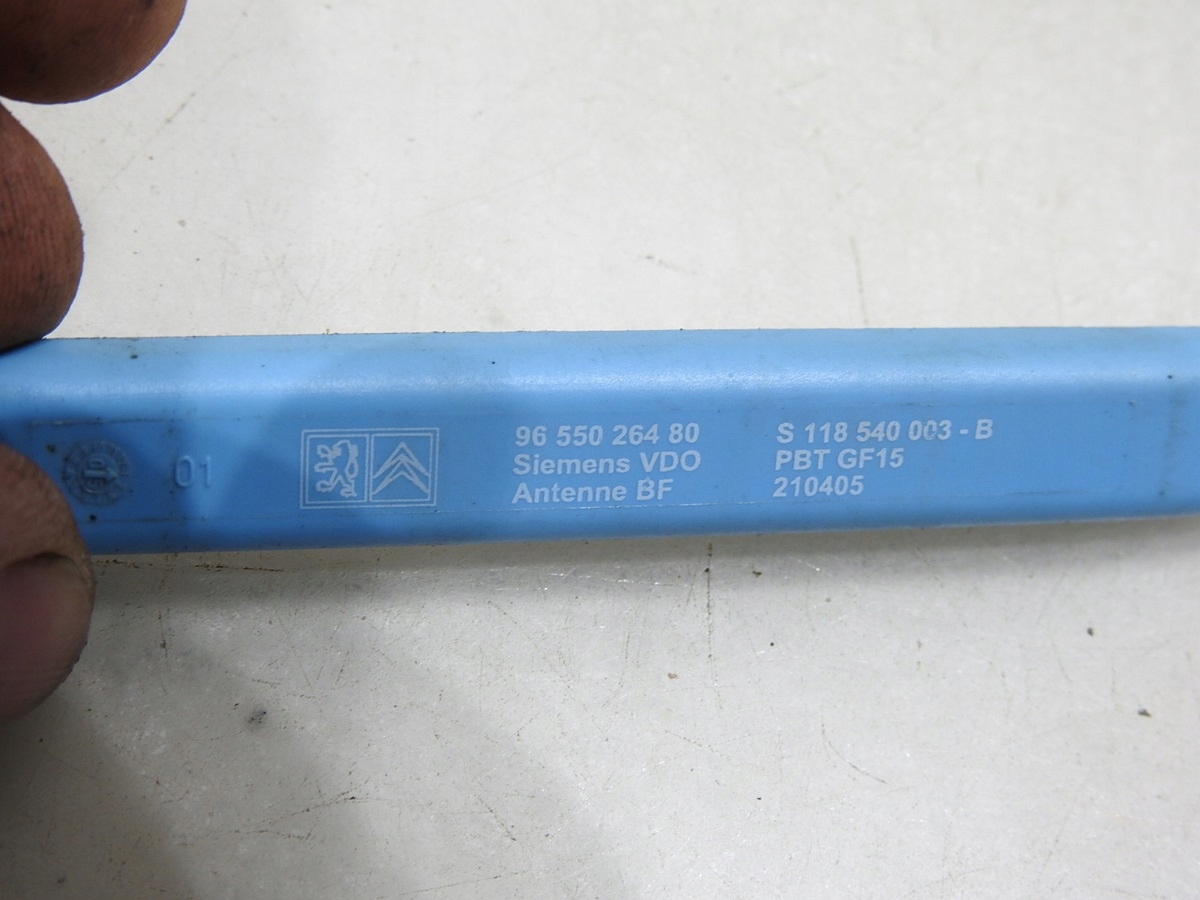 01
96 550 264 80
Siemens VDO
Antenne BF
S 118 540 003 - B
PBT GF15
210405